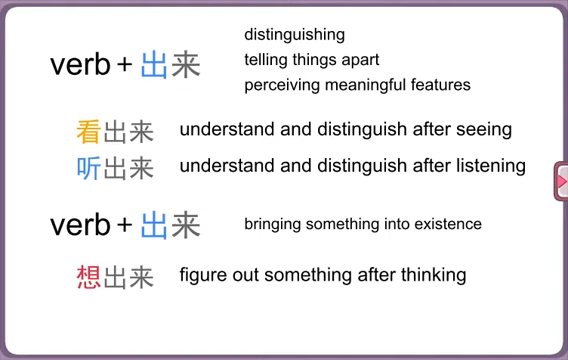 distinguishing
verb + 出来 telling things apart
perceiving meaningful features
看出来 understand and distinguish after seeing
听出来 understand and distinguish after listening
verb + 出来 bringing something into existence
想出来 figure out something after thinking